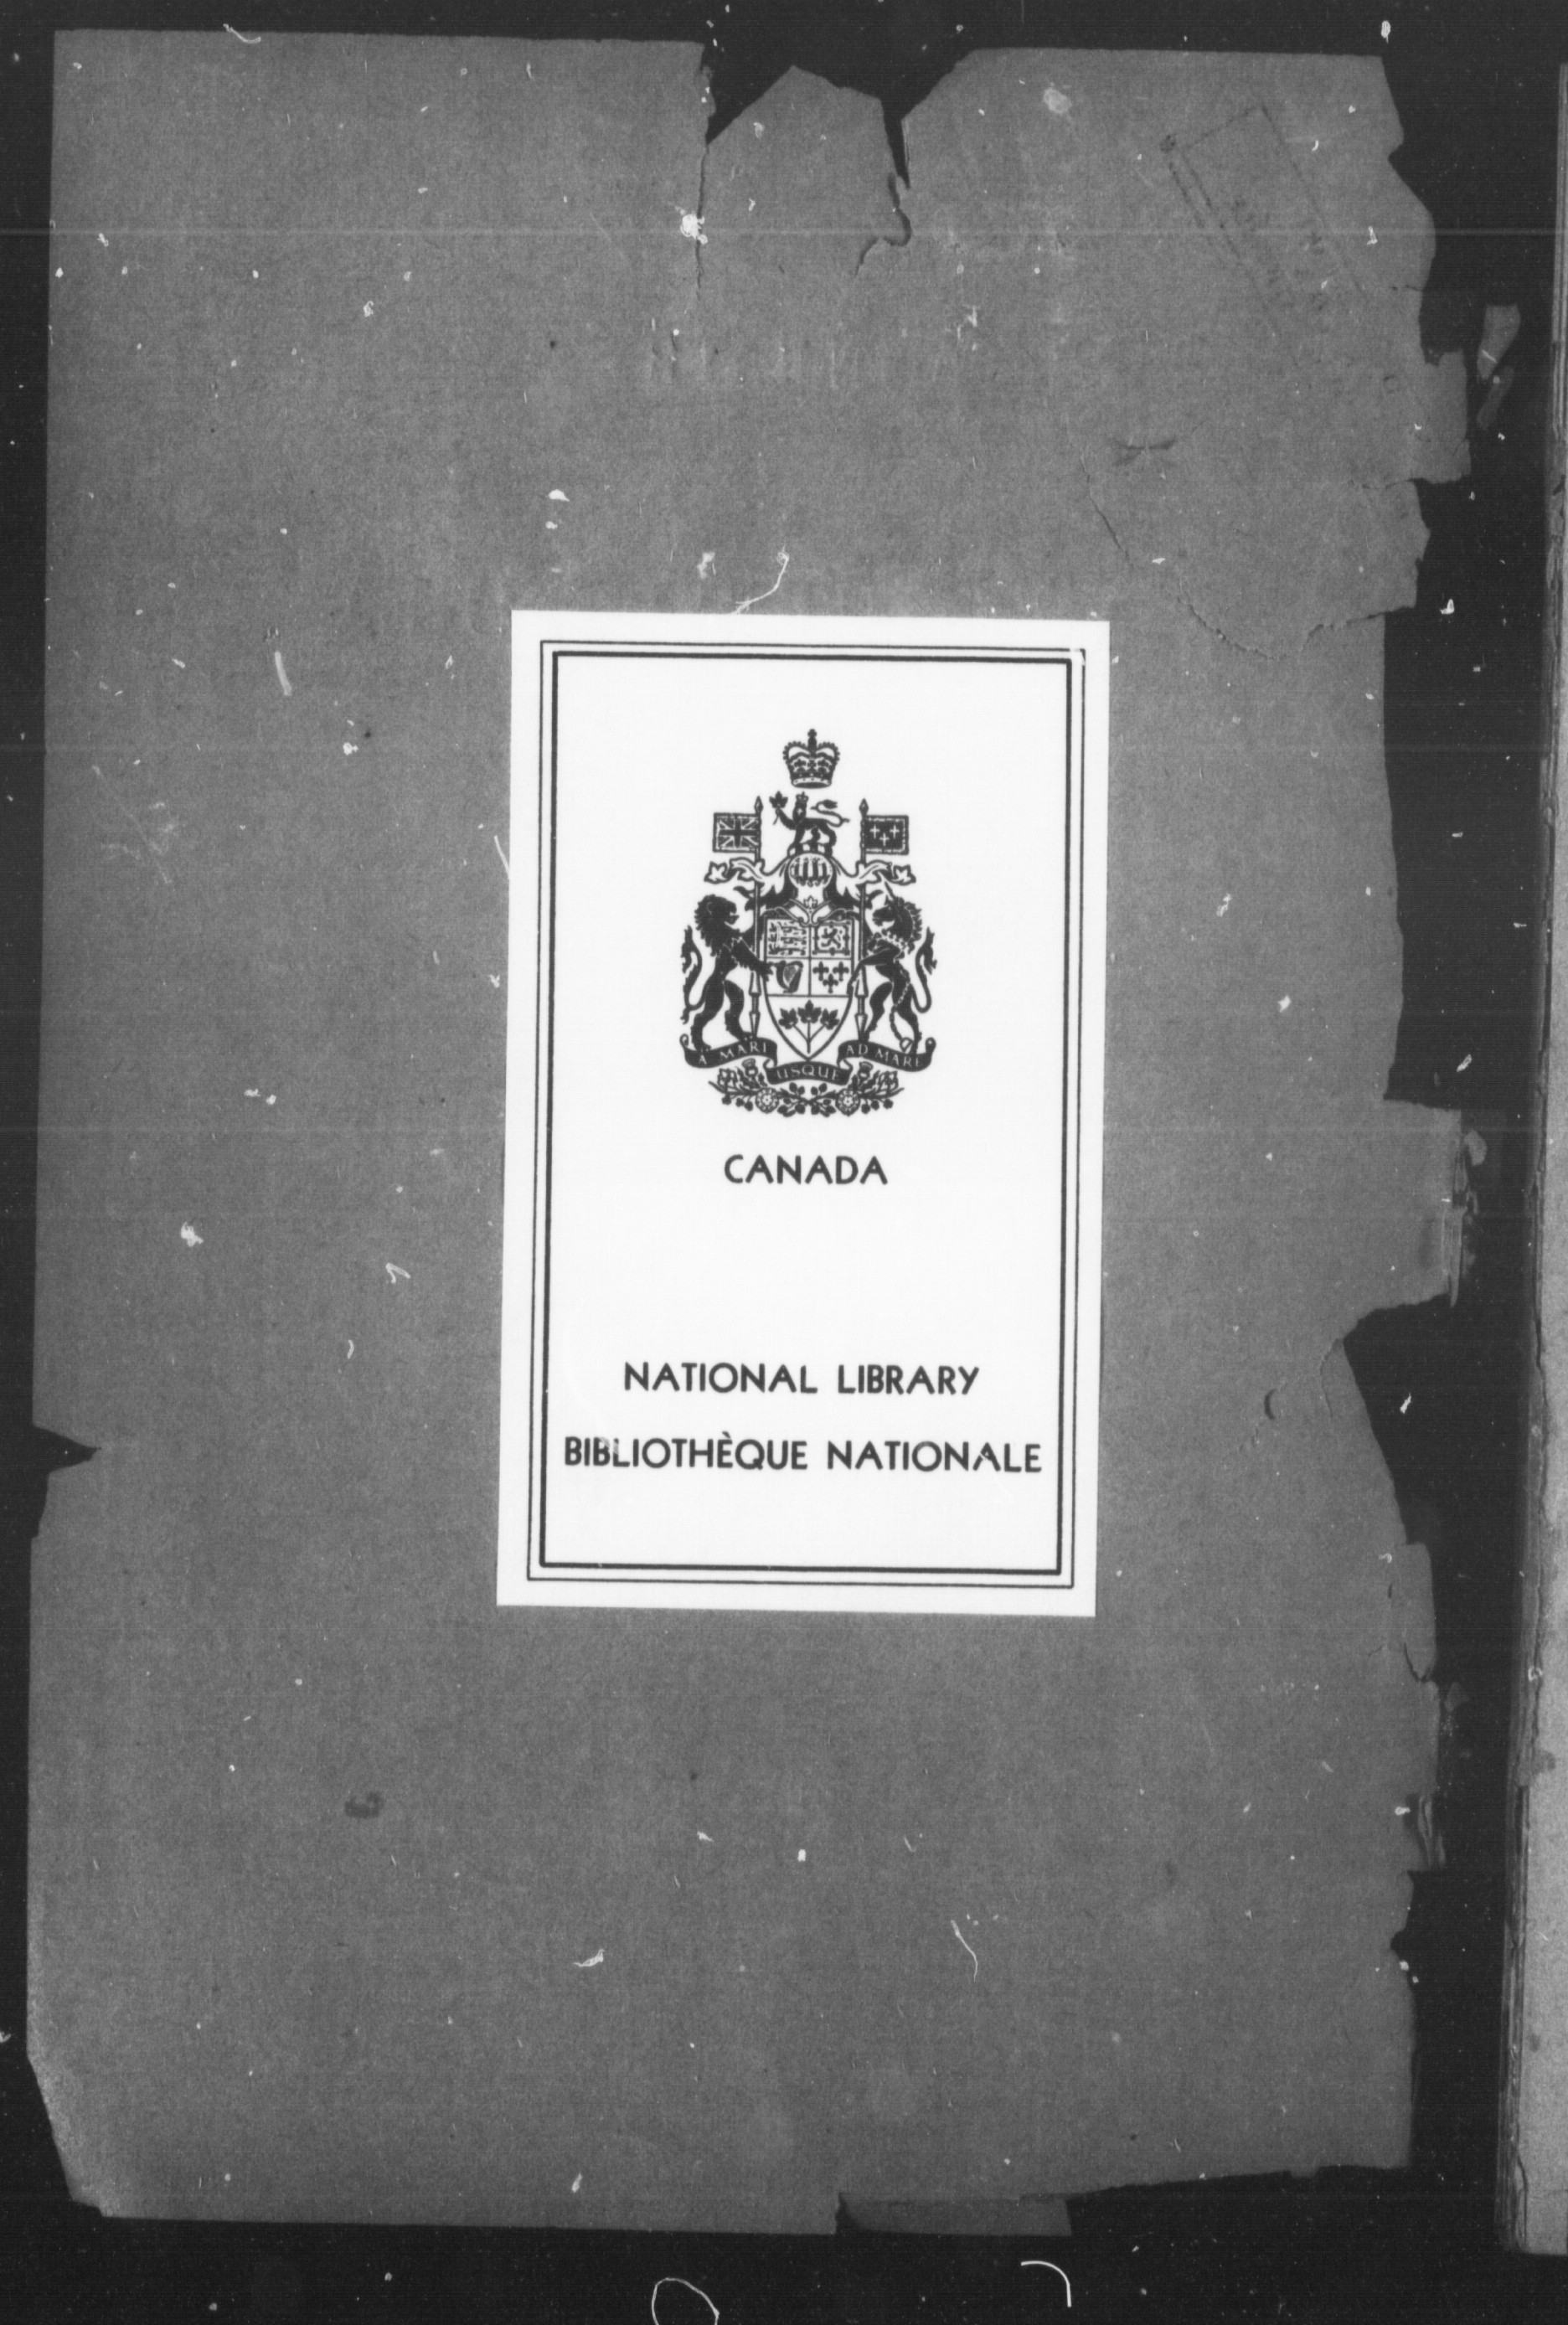 A MARI USQUE AD MARE
CANADA
NATIONAL LIBRARY
BIBLIOTHÈQUE NATIONALE